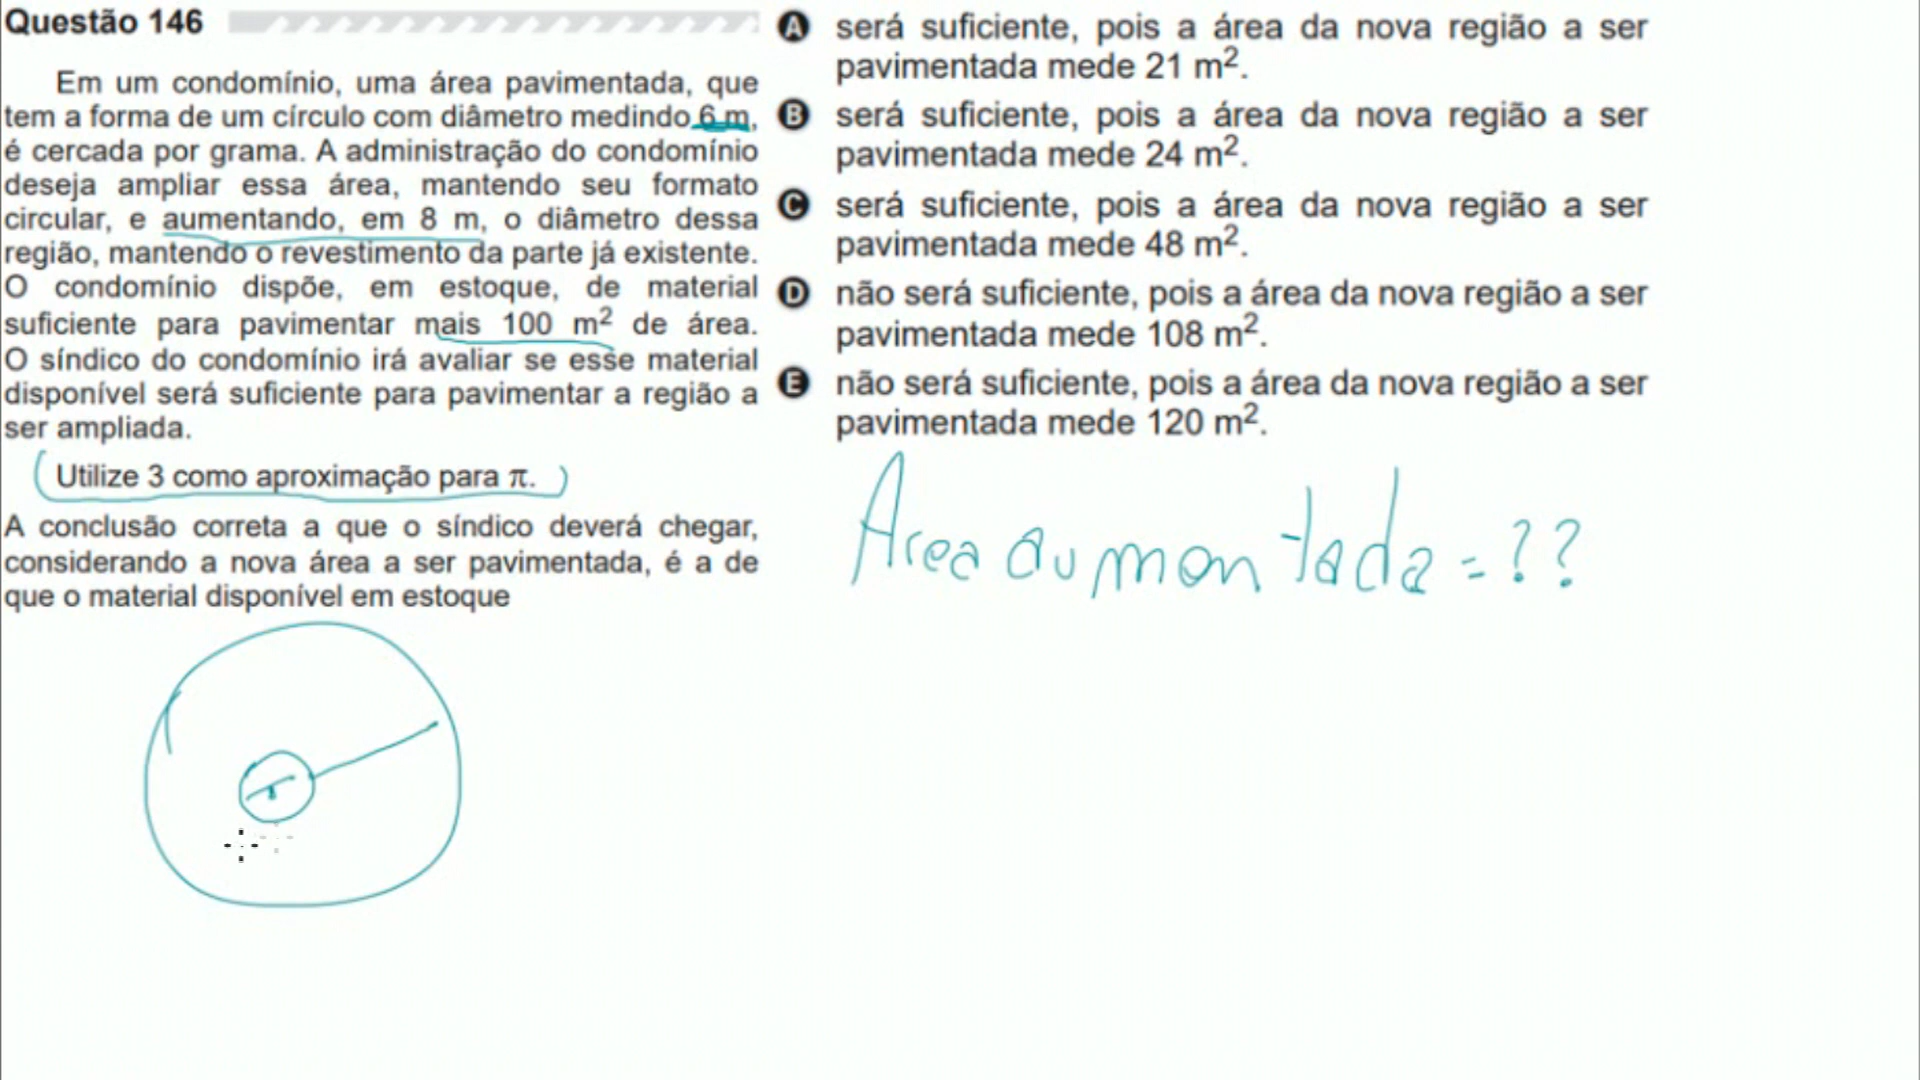 Questão 146
Em um condomínio, uma área pavimentada, que
tem a forma de um círculo com diâmetro medindo 6 m,
é cercada por grama. A administração do condomínio
deseja ampliar essa área, mantendo seu formato
circular, e aumentando, em 8 m, o diâmetro dessa
região, mantendo o revestimento da parte já existente.
O condomínio dispõe, em estoque, de material
suficiente para pavimentar mais 100 m² de área.
O síndico do condomínio irá avaliar se esse material
disponível será suficiente para pavimentar a região a
ser ampliada.
Utilize 3 como aproximação para π.
A conclusão correta a que o síndico deverá chegar,
considerando a nova área a ser pavimentada, é a de
que o material disponível em estoque
A será suficiente, pois a área da nova região a ser
pavimentada mede 21 m².
B será suficiente, pois a área da nova região a ser
pavimentada mede 24 m².
C será suficiente, pois a área da nova região a ser
pavimentada mede 48 m².
D não será suficiente, pois a área da nova região a ser
pavimentada mede 108 m².
E não será suficiente, pois a área da nova região a ser
pavimentada mede 120 m².
Area aumentada = ??